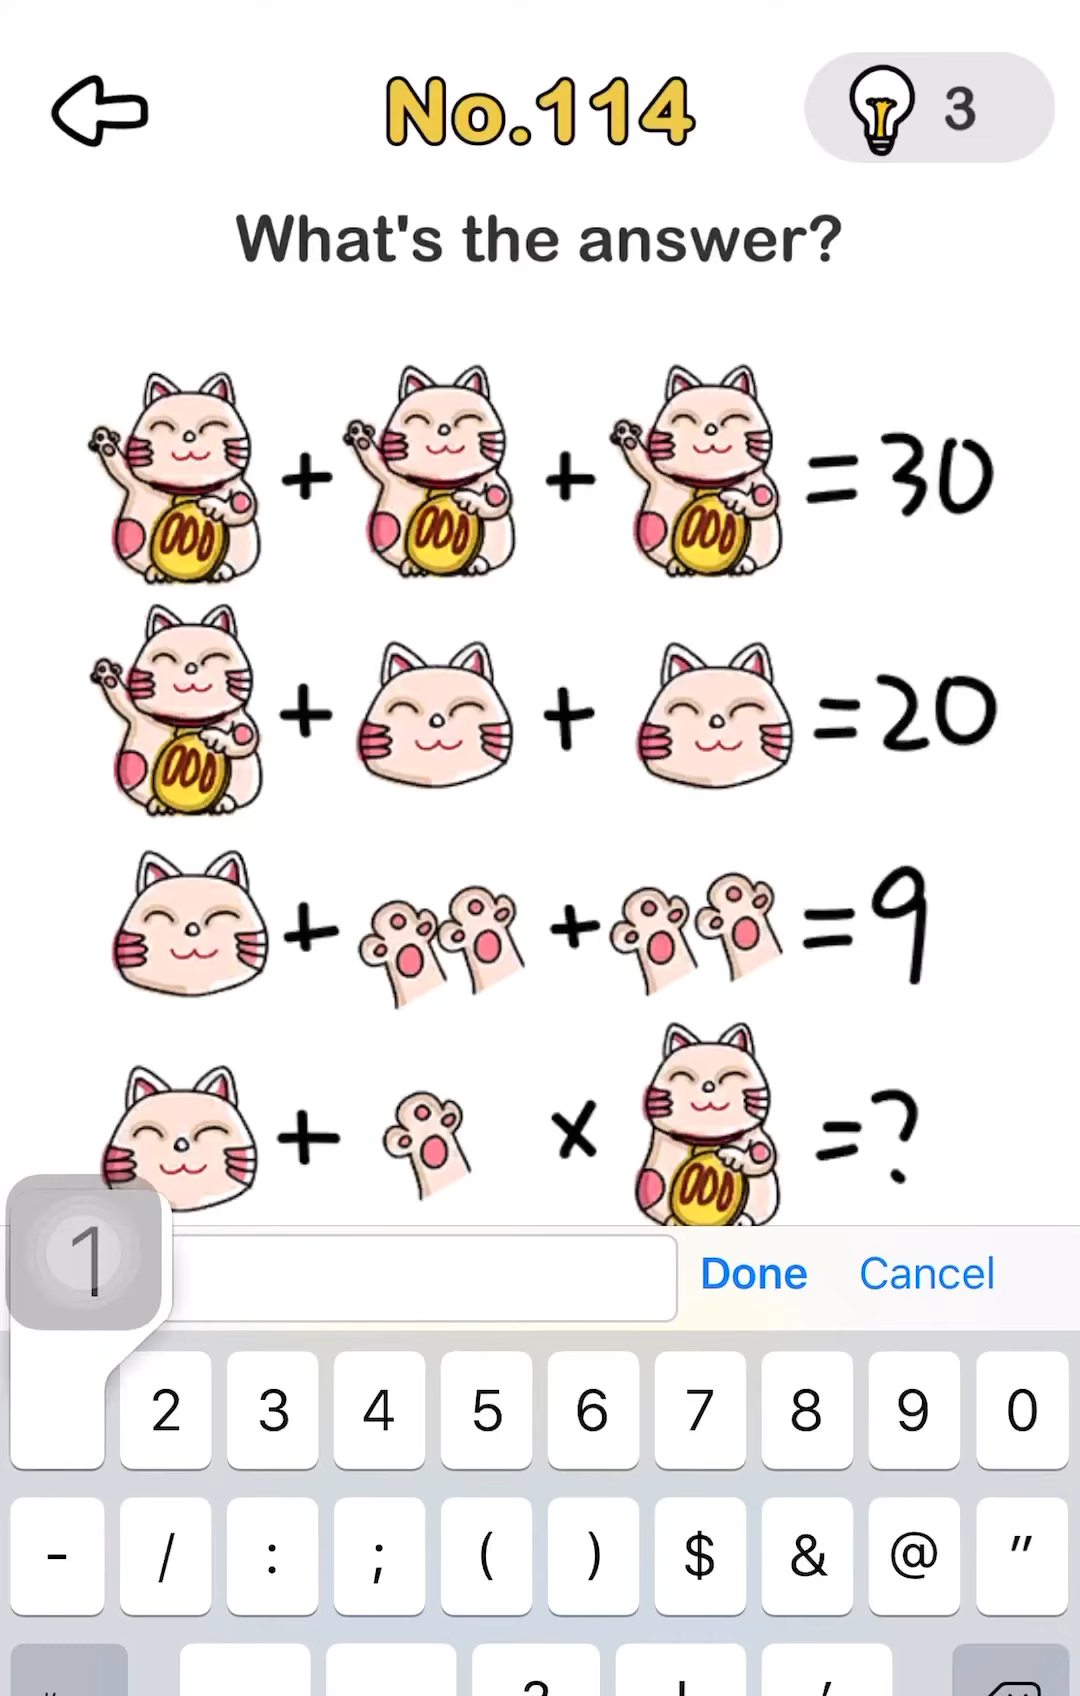 No.114
3
What's the answer?
+ + = 30
+ + = 20
+ + = 9
+ × = ?
1
Done Cancel
2 3 4 5 6 7 8 9 0
- / : ; ( ) $ & @ "